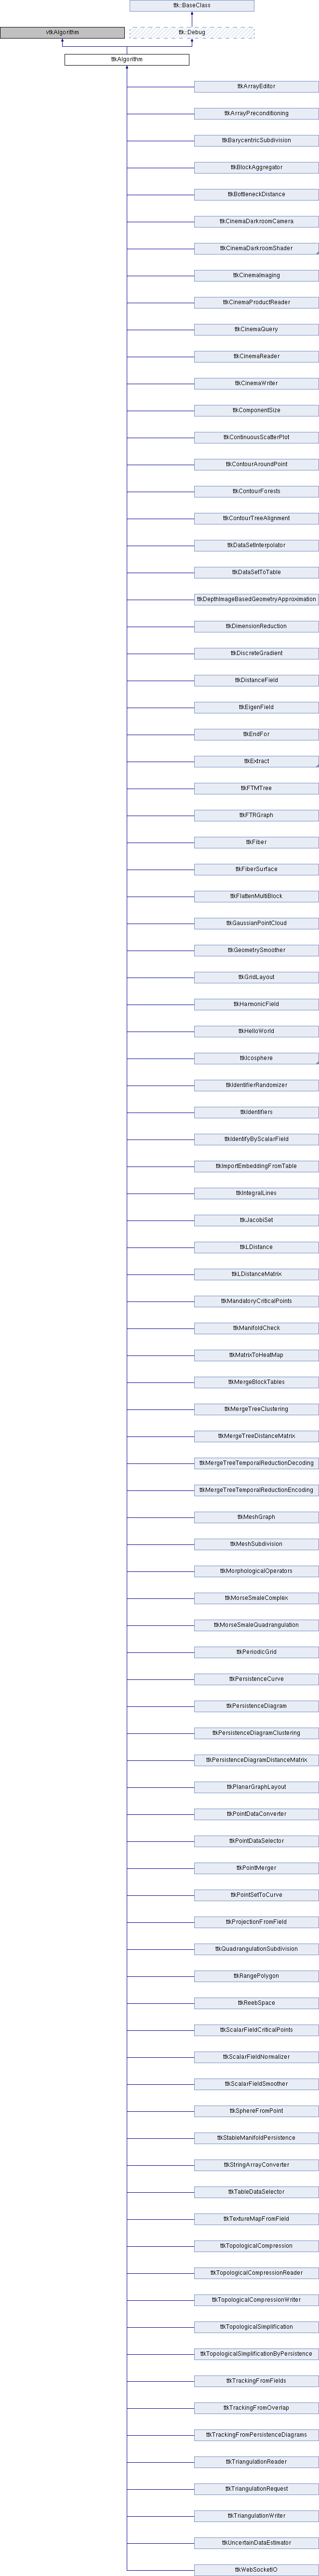 ttk::BaseClass
vtkAlgorithm
ttk::Debug
ttkAlgorithm
ttkArrayEditor
ttkArrayPreconditioning
ttkBarycentricSubdivision
ttkBlockAggregator
ttkBottleneckDistance
ttkCinemaDarkroomCamera
ttkCinemaDarkroomShader
ttkCinemaImaging
ttkCinemaProductReader
ttkCinemaQuery
ttkCinemaReader
ttkCinemaWriter
ttkComponentSize
ttkContinuousScatterPlot
ttkContourAroundPoint
ttkContourForests
ttkContourTreeAlignment
ttkDataSetInterpolator
ttkDataSetToTable
ttkDepthImageBasedGeometryApproximation
ttkDimensionReduction
ttkDiscreteGradient
ttkDistanceField
ttkEigenField
ttkEndFor
ttkExtract
ttkFTMTree
ttkFTRGraph
ttkFiber
ttkFiberSurface
ttkFlattenMultiBlock
ttkGaussianPointCloud
ttkGeometrySmoother
ttkGridLayout
ttkHarmonicField
ttkHelloWorld
ttkIcosphere
ttkIdentifierRandomizer
ttkIdentifiers
ttkIdentifyByScalarField
ttkImportEmbeddingFromTable
ttkIntegralLines
ttkJacobiSet
ttkLDistance
ttkLDistanceMatrix
ttkMandatoryCriticalPoints
ttkManifoldCheck
ttkMatrixToHeatMap
ttkMergeBlockTables
ttkMergeTreeClustering
ttkMergeTreeDistanceMatrix
ttkMergeTreeTemporalReductionDecoding
ttkMergeTreeTemporalReductionEncoding
ttkMeshGraph
ttkMeshSubdivision
ttkMorphologicalOperators
ttkMorseSmaleComplex
ttkMorseSmaleQuadrangulation
ttkPeriodicGrid
ttkPersistenceCurve
ttkPersistenceDiagram
ttkPersistenceDiagramClustering
ttkPersistenceDiagramDistanceMatrix
ttkPlanarGraphLayout
ttkPointDataConverter
ttkPointDataSelector
ttkPointMerger
ttkPointSetToCurve
ttkProjectionFromField
ttkQuadrangulationSubdivision
ttkRangePolygon
ttkReebSpace
ttkScalarFieldCriticalPoints
ttkScalarFieldNormalizer
ttkScalarFieldSmoother
ttkSphereFromPoint
ttkStableManifoldPersistence
ttkStringArrayConverter
ttkTableDataSelector
ttkTextureMapFromField
ttkTopologicalCompression
ttkTopologicalCompressionReader
ttkTopologicalCompressionWriter
ttkTopologicalSimplification
ttkTopologicalSimplificationByPersistence
ttkTrackingFromFields
ttkTrackingFromOverlap
ttkTrackingFromPersistenceDiagrams
ttkTriangulationReader
ttkTriangulationRequest
ttkTriangulationWriter
ttkUncertainDataEstimator
ttkWebSocketIO